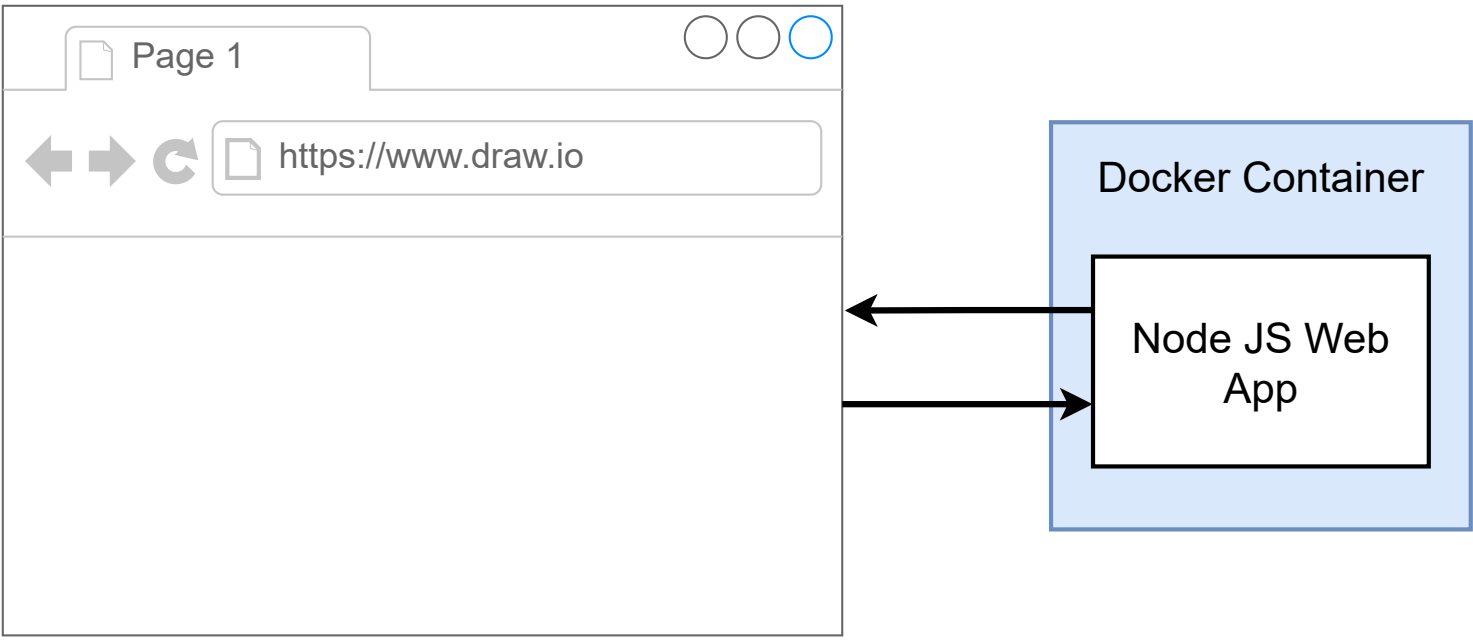 Page 1
https://www.draw.io
Docker Container
Node JS Web
App